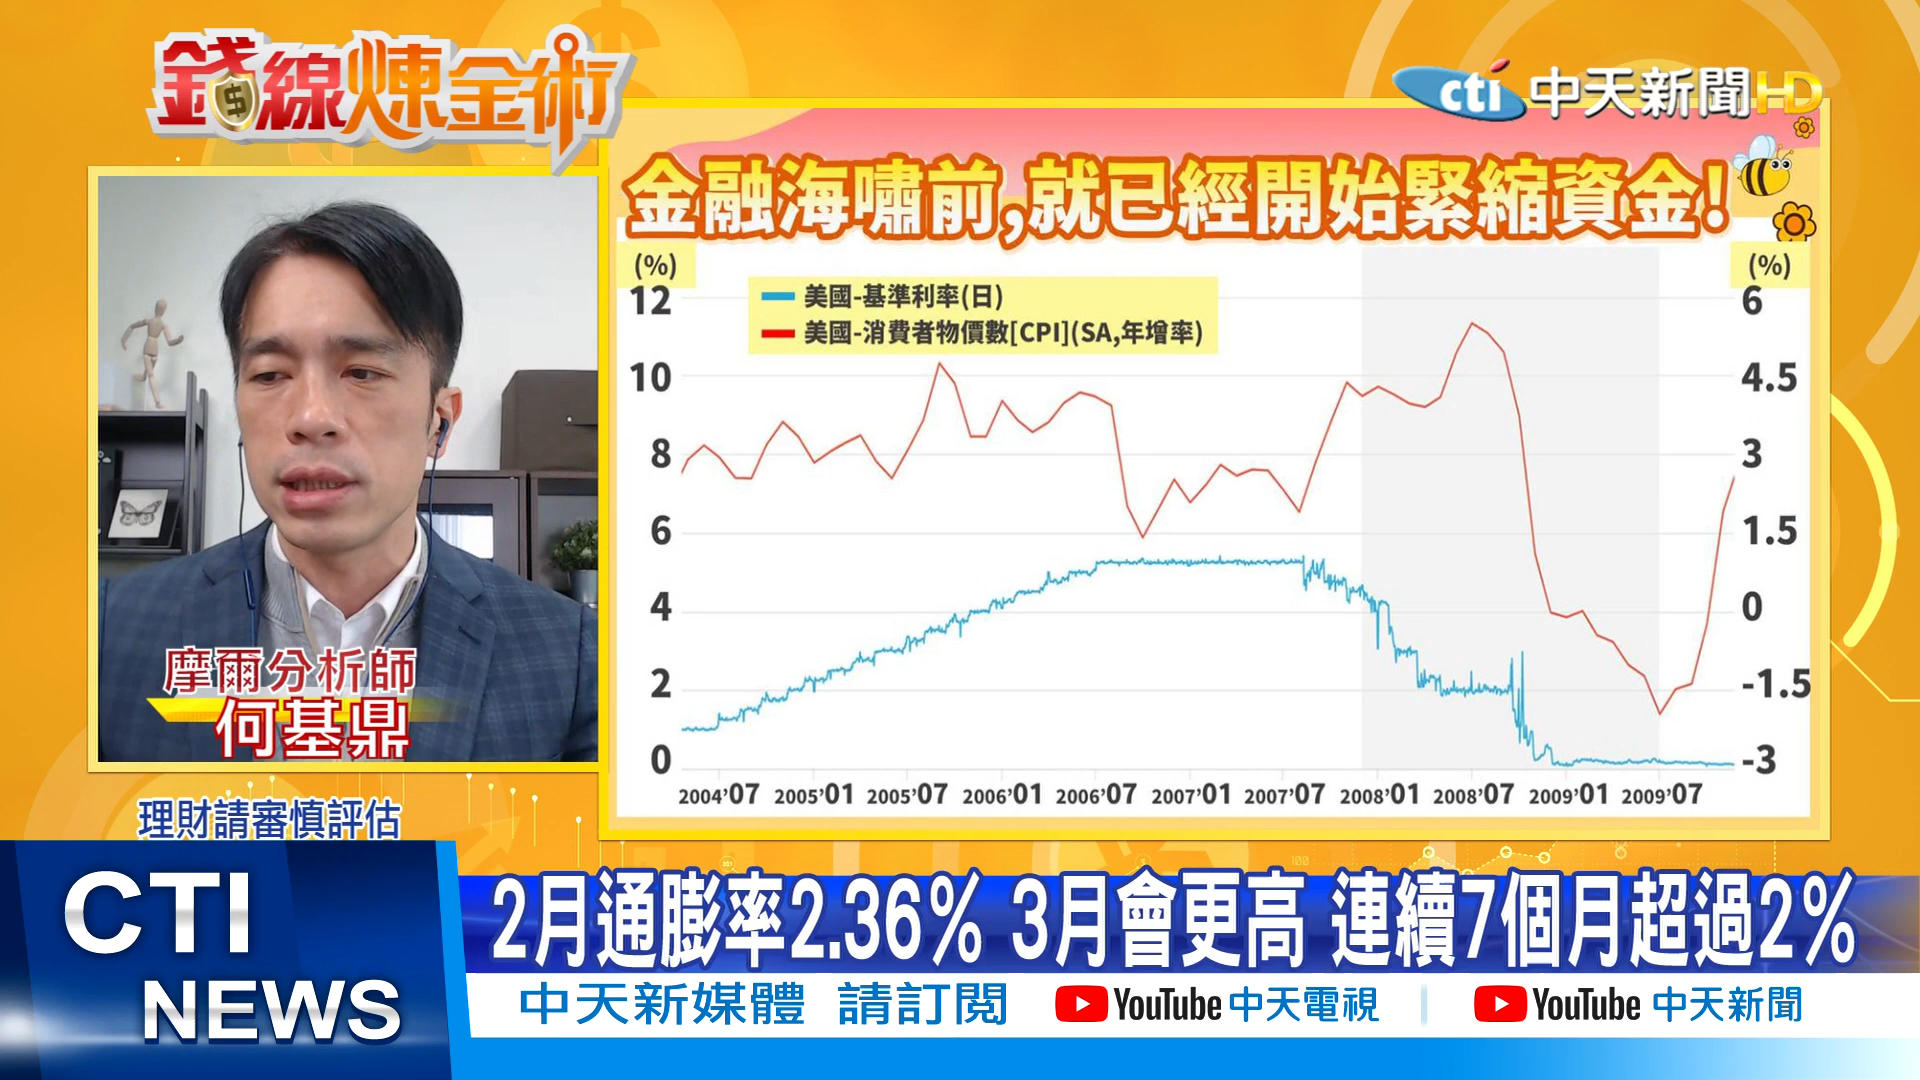 錢線煉金術
cti 中天新聞HD
金融海嘯前,就已經開始緊縮資金!
(%)
(%)
美國-基準利率(日)
美國-消費者物價數[CPI](SA,年增率)
12
10
8
6
4
2
0
6
4.5
3
1.5
0
-1.5
-3
2004'07 2005'01 2005'07 2006'01 2006'07 2007'01 2007'07 2008'01 2008'07 2009'01 2009'07
摩爾分析師
何基鼎
理財請審慎評估
CTI
NEWS
2月通膨率2.36% 3月會更高 連續7個月超過2%
中天新媒體 請訂閱 YouTube 中天電視 | YouTube 中天新聞